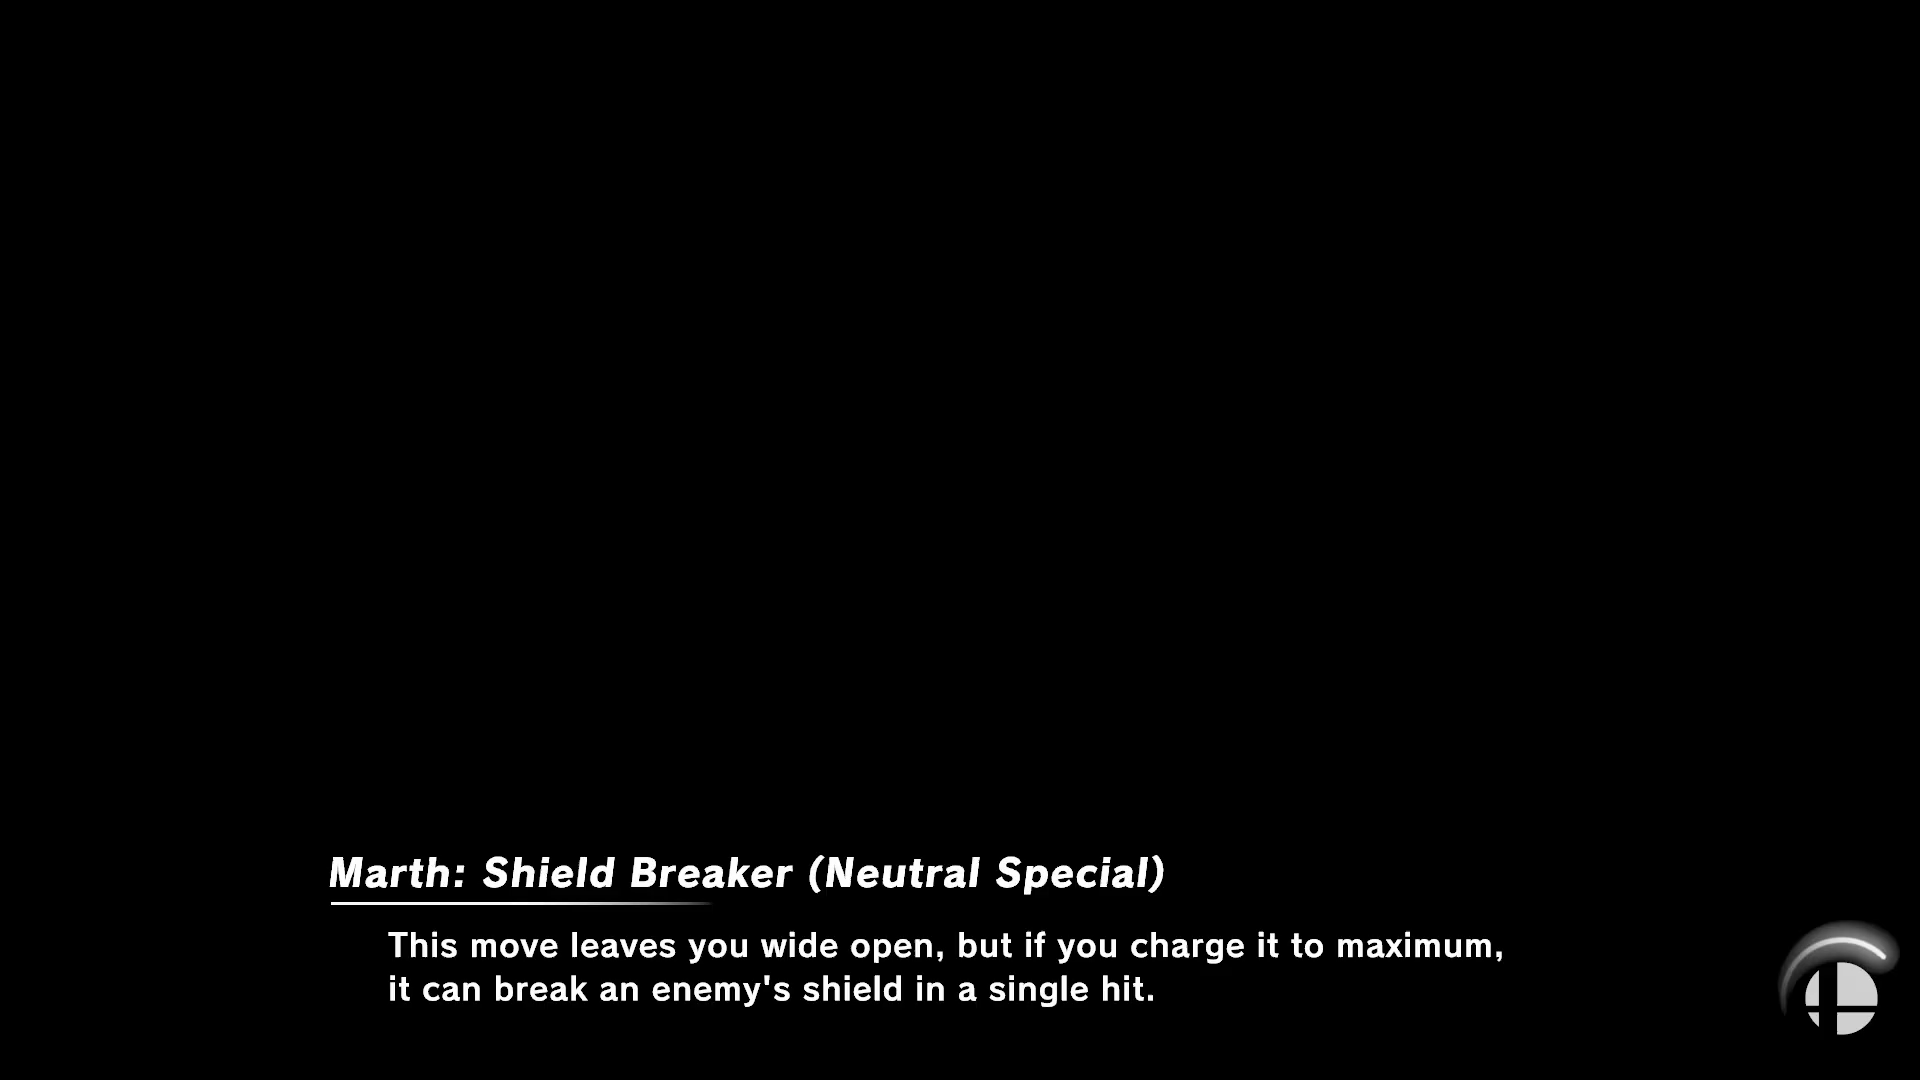 Marth: Shield Breaker (Neutral Special)
This move leaves you wide open, but if you charge it to maximum,
it can break an enemy's shield in a single hit.